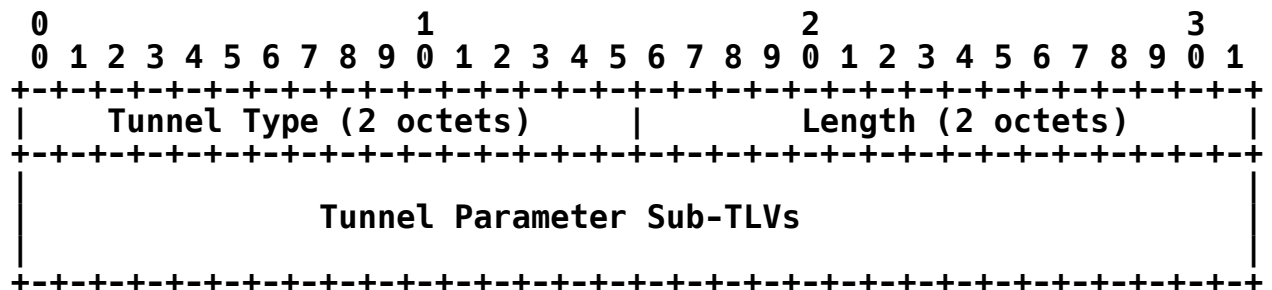 0                   1                   2                   3
0 1 2 3 4 5 6 7 8 9 0 1 2 3 4 5 6 7 8 9 0 1 2 3 4 5 6 7 8 9 0 1
+-+-+-+-+-+-+-+-+-+-+-+-+-+-+-+-+-+-+-+-+-+-+-+-+-+-+-+-+-+-+-+-+
|    Tunnel Type (2 octets)     |        Length (2 octets)      |
+-+-+-+-+-+-+-+-+-+-+-+-+-+-+-+-+-+-+-+-+-+-+-+-+-+-+-+-+-+-+-+-+
|                                                               |
|               Tunnel Parameter Sub-TLVs                       |
|                                                               |
+-+-+-+-+-+-+-+-+-+-+-+-+-+-+-+-+-+-+-+-+-+-+-+-+-+-+-+-+-+-+-+-+